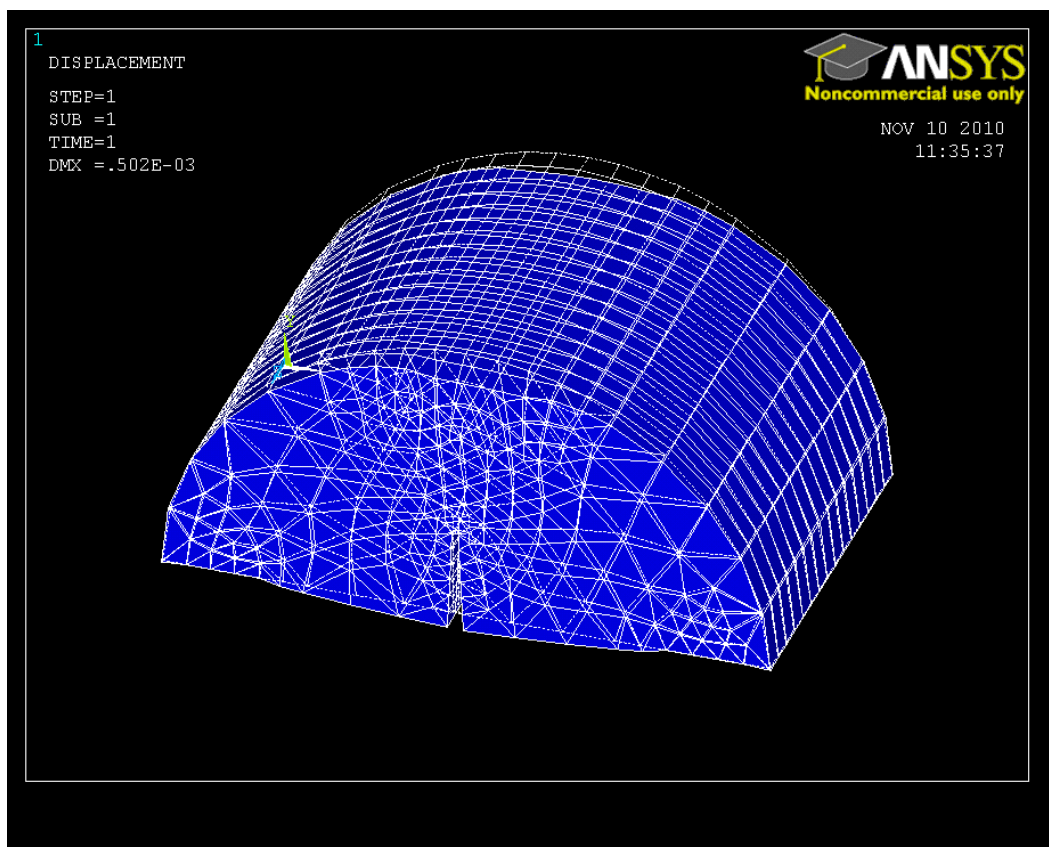 1
DISPLACEMENT
STEP=1
SUB =1
TIME=1
DMX =.502E-03
ANSYS
Noncommercial use only
NOV 10 2010
11:35:37